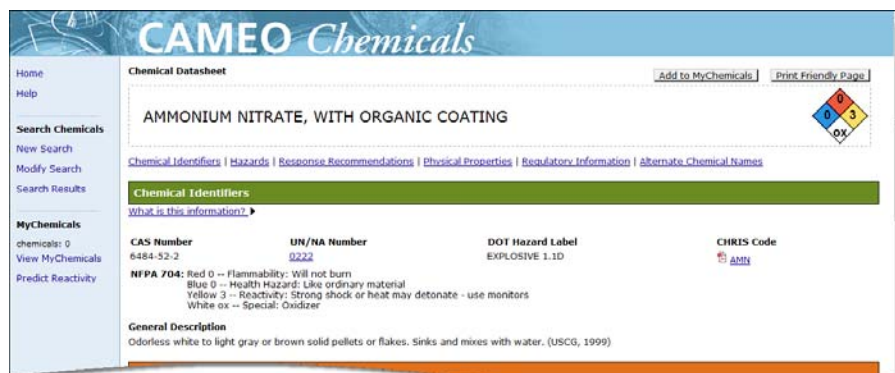 CAMEO Chemicals
Home
Help
Search Chemicals
New Search
Modify Search
Search Results
MyChemicals
chemicals: 0
View MyChemicals
Predict Reactivity
Chemical Datasheet
Add to MyChemicals
Print Friendly Page
AMMONIUM NITRATE, WITH ORGANIC COATING
0
0 3
OX
Chemical Identifiers | Hazards | Response Recommendations | Physical Properties | Regulatory Information | Alternate Chemical Names
Chemical Identifiers
What is this information?
CAS Number UN/NA Number DOT Hazard Label CHRIS Code
6484-52-2 0222 EXPLOSIVE 1.1D AMN
NFPA 704: Red 0 -- Flammability: Will not burn
Blue 0 -- Health Hazard: Like ordinary material
Yellow 3 -- Reactivity: Strong shock or heat may detonate - use monitors
White ox -- Special: Oxidizer
General Description
Odorless white to light gray or brown solid pellets or flakes. Sinks and mixes with water. (USCG, 1999)